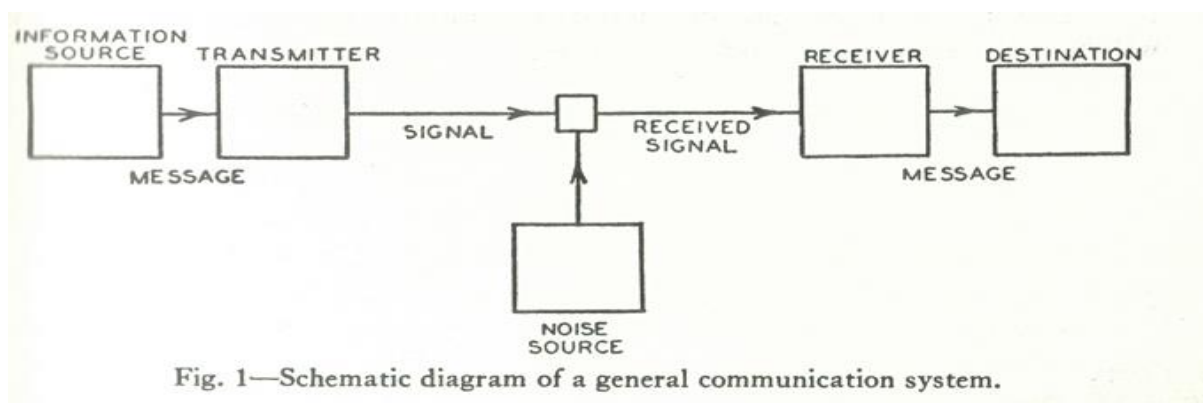 INFORMATION
SOURCE
TRANSMITTER
RECEIVER
DESTINATION
SIGNAL
RECEIVED
SIGNAL
MESSAGE
MESSAGE
NOISE
SOURCE
Fig. 1—Schematic diagram of a general communication system.